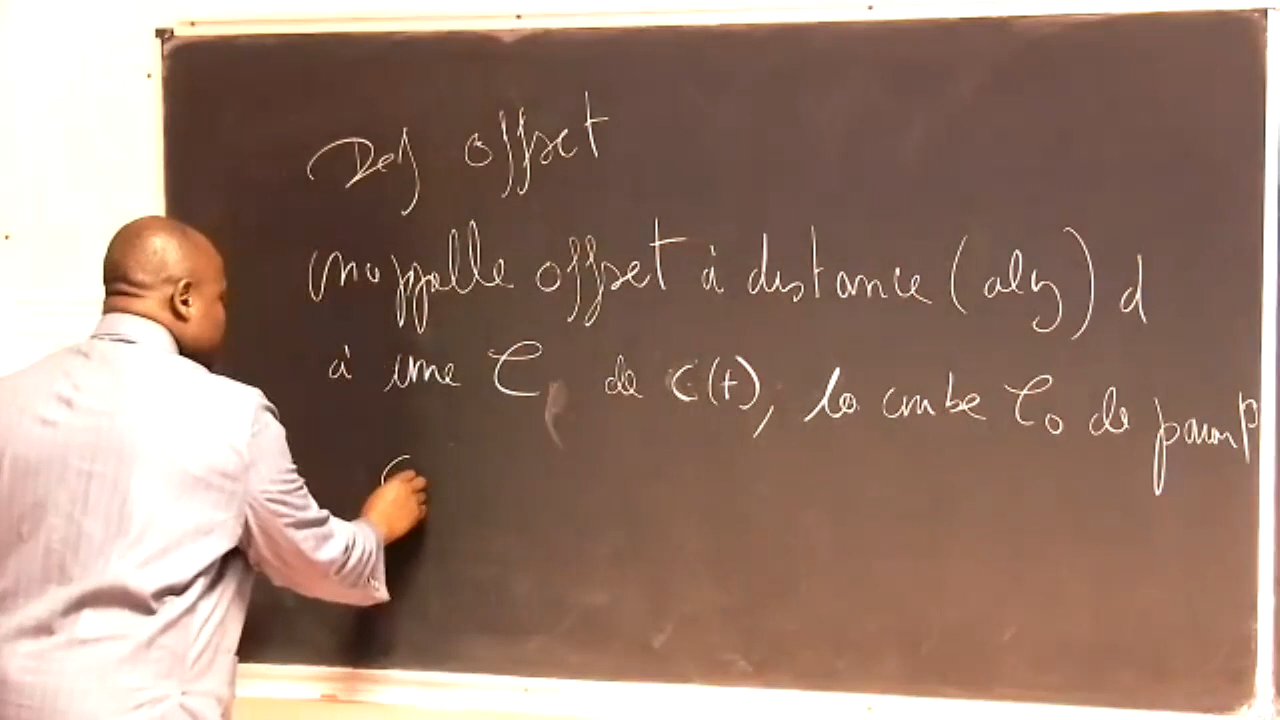 Def offset
on appelle offset à distance (alg) d
à une C de c(t), la courbe C₀ de param
C